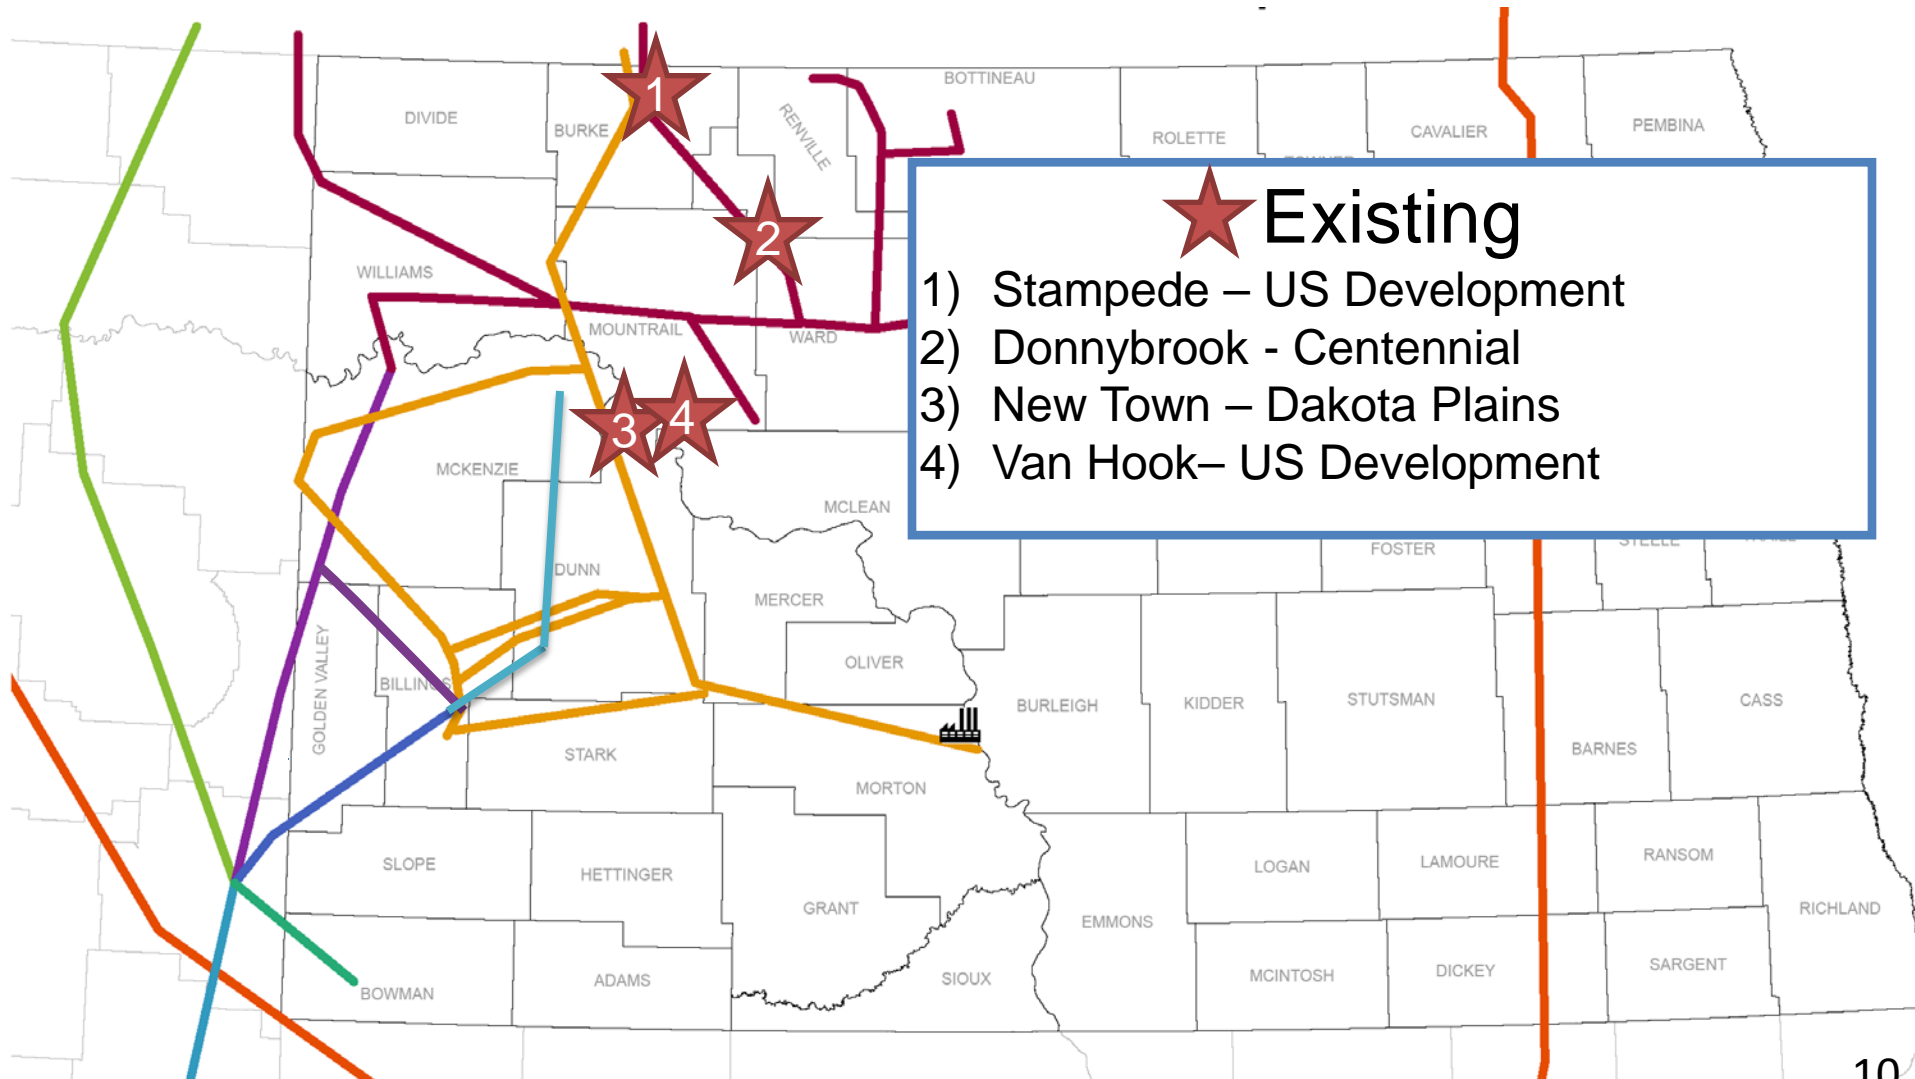 BOTTINEAU
DIVIDE
BURKE
1
RENVILLE
ROLETTE
CAVALIER
PEMBINA
2
Existing
1) Stampede – US Development
2) Donnybrook - Centennial
3) New Town – Dakota Plains
4) Van Hook– US Development
WILLIAMS
MOUNTRAIL
WARD
3
4
MCKENZIE
MCLEAN
FOSTER
STEELE
DUNN
MERCER
OLIVER
GOLDEN VALLEY
BILLINGS
BURLEIGH
KIDDER
STUTSMAN
CASS
BARNES
STARK
MORTON
SLOPE
HETTINGER
LOGAN
LAMOURE
RANSOM
GRANT
EMMONS
RICHLAND
BOWMAN
ADAMS
SIOUX
MCINTOSH
DICKEY
SARGENT
10